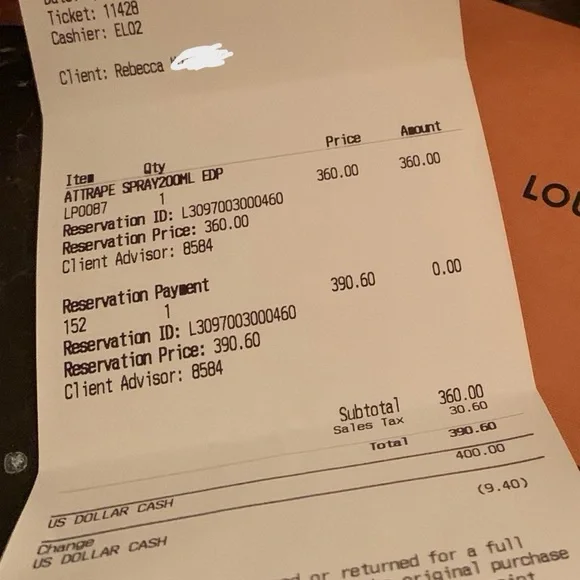 Ticket: 11428
Cashier: EL02
Client: Rebecca
Price Amount
Item Qty
ATTRAPE SPRAY200ML EDP 360.00 360.00
LP0087 1
Reservation ID: L3097003000460
Reservation Price: 360.00
Client Advisor: 8584
Reservation Payment 390.60 0.00
152 1
Reservation ID: L3097003000460
Reservation Price: 390.60
Client Advisor: 8584
Subtotal 360.00
Sales Tax 30.60
Total 390.60
US DOLLAR CASH 400.00
Change
US DOLLAR CASH (9.40)
or returned for a full
original purchase
LOU